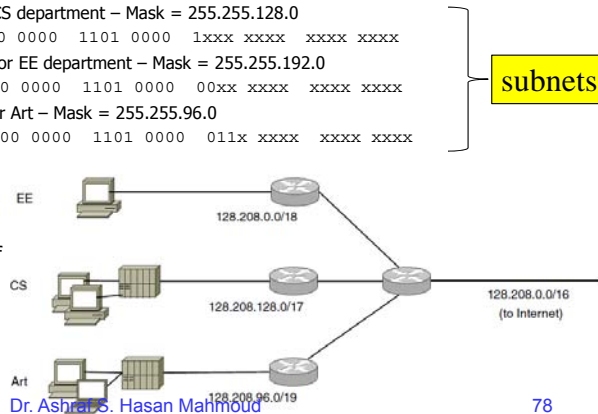 CS department – Mask = 255.255.128.0
0 0000 1101 0000 1xxx xxxx xxxx xxxx
or EE department – Mask = 255.255.192.0
0 0000 1101 0000 00xx xxxx xxxx xxxx
r Art – Mask = 255.255.96.0
00 0000 1101 0000 011x xxxx xxxx xxxx
subnets
EE
128.208.0.0/18
CS
128.208.128.0/17
128.208.0.0/16
(to Internet)
Art
128.208.96.0/19
Dr. Ashraf S. Hasan Mahmoud
78